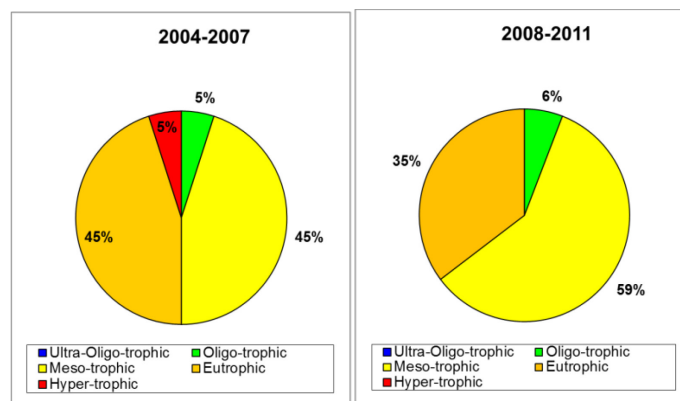 2004-2007
5%
5%
45%
45%
Ultra-Oligo-trophic
Oligo-trophic
Meso-trophic
Eutrophic
Hyper-trophic
2008-2011
6%
35%
59%
Ultra-Oligo-trophic
Oligo-trophic
Meso-trophic
Eutrophic
Hyper-trophic